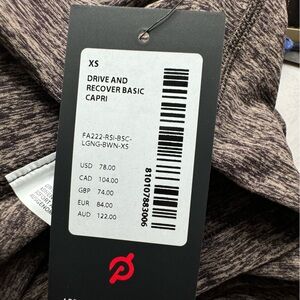 XS
DRIVE AND
RECOVER BASIC
CAPRI
FA222-RSI-BSC-
LGNG-BWN-XS
USD 78.00
CAD 104.00
GBP 74.00
EUR 84.00
AUD 122.00
810107883006